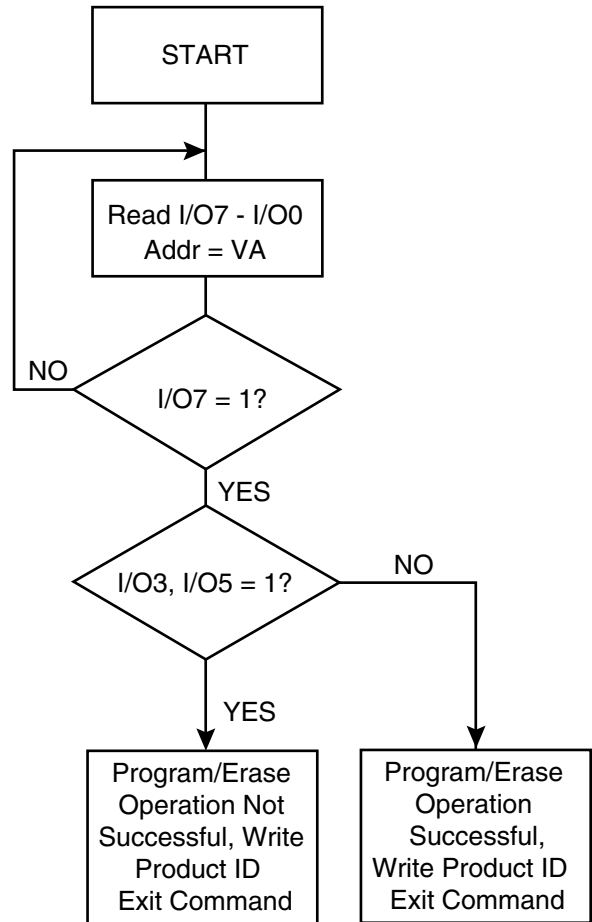 START
Read I/O7 - I/O0
Addr = VA
NO
I/O7 = 1?
YES
I/O3, I/O5 = 1?
NO
YES
Program/Erase
Operation Not
Successful, Write
Product ID
Exit Command
Program/Erase
Operation
Successful,
Write Product ID
Exit Command